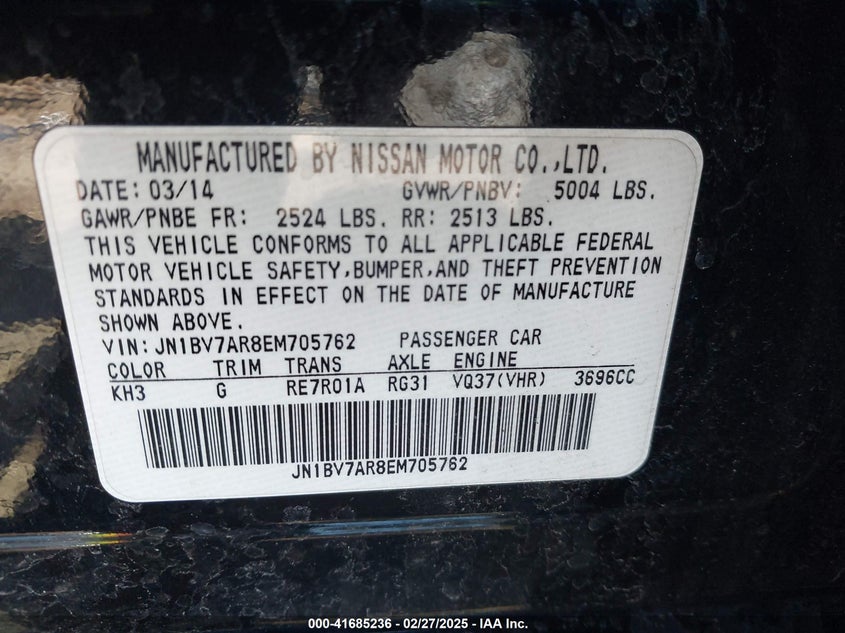 MANUFACTURED BY NISSAN MOTOR CO.,LTD.
DATE: 03/14 GVWR/PNBV: 5004 LBS.
GAWR/PNBE FR: 2524 LBS. RR: 2513 LBS.
THIS VEHICLE CONFORMS TO ALL APPLICABLE FEDERAL
MOTOR VEHICLE SAFETY,BUMPER,AND THEFT PREVENTION
STANDARDS IN EFFECT ON THE DATE OF MANUFACTURE
SHOWN ABOVE.
VIN: JN1BV7AR8EM705762 PASSENGER CAR
COLOR TRIM TRANS AXLE ENGINE
KH3 G RE7R01A RG31 VQ37(VHR) 3696CC
JN1BV7AR8EM705762
000-41685236 - 02/27/2025 - IAA Inc.